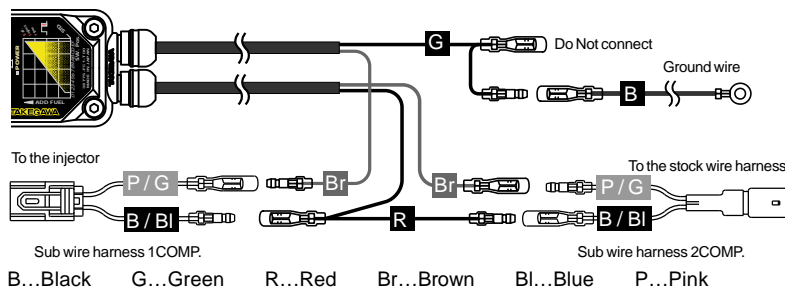 POWER
ADD FUEL
TAKEGAWA
G
Do Not connect
Ground wire
B
To the injector
To the stock wire harness
P / G
Br
Br
P / G
B / Bl
R
B / Bl
Sub wire harness 1COMP.
Sub wire harness 2COMP.
B…Black G…Green R…Red Br…Brown Bl…Blue P…Pink